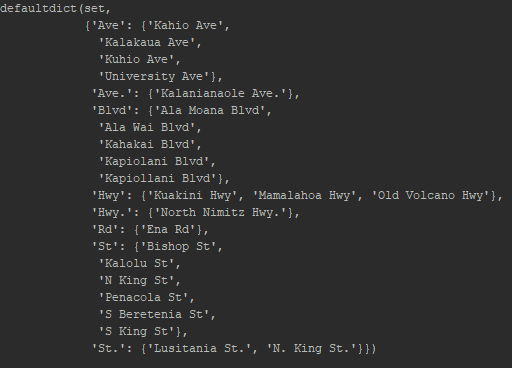 defaultdict(set,
{'Ave': {'Kahio Ave',
'Kalakaua Ave',
'Kuhio Ave',
'University Ave'},
'Ave.': {'Kalanianaole Ave.'},
'Blvd': {'Ala Moana Blvd',
'Ala Wai Blvd',
'Kahakai Blvd',
'Kapiolani Blvd',
'Kapiollani Blvd'},
'Hwy': {'Kuakini Hwy', 'Mamalahoa Hwy', 'Old Volcano Hwy'},
'Hwy.': {'North Nimitz Hwy.'},
'Rd': {'Ena Rd'},
'St': {'Bishop St',
'Kalolu St',
'N King St',
'Penacola St',
'S Beretenia St',
'S King St'},
'St.': {'Lusitania St.', 'N. King St.'}})